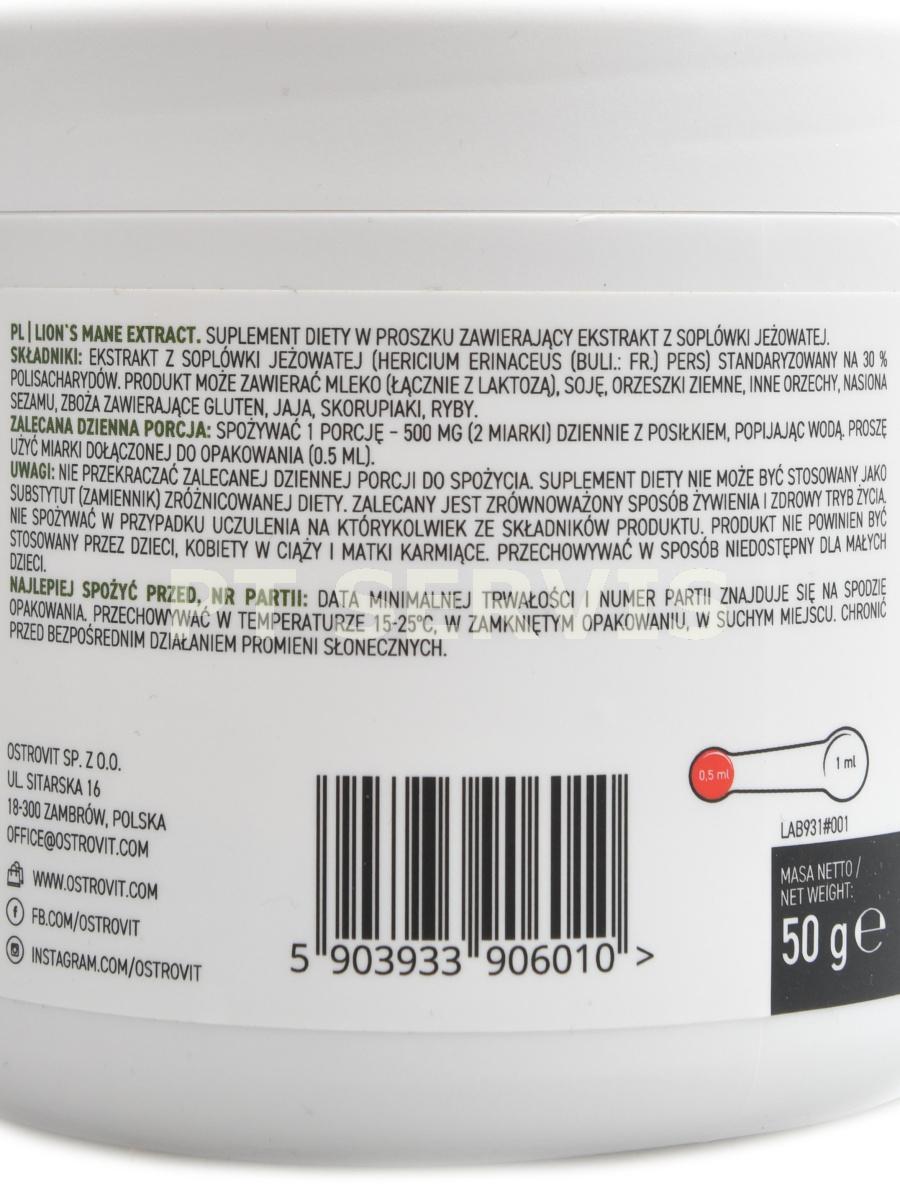 PL | LION`S MANE EXTRACT. SUPLEMENT DIETY W PROSZKU ZAWIERAJĄCY EKSTRAKT Z SOPLÓWKI JEŻOWATEJ.
SKŁADNIKI: EKSTRAKT Z SOPLÓWKI JEŻOWATEJ (HERICIUM ERINACEUS (BULL.: FR.) PERS) STANDARYZOWANY NA 30 %
POLISACHARYDÓW. PRODUKT MOŻE ZAWIERAĆ MLEKO (ŁĄCZNIE Z LAKTOZĄ), SOJĘ, ORZESZKI ZIEMNE, INNE ORZECHY, NASIONA
SEZAMU, ZBOŻA ZAWIERAJĄCE GLUTEN, JAJA, SKORUPIAKI, RYBY.
ZALECANA DZIENNA PORCJA: SPOŻYWAĆ 1 PORCJĘ – 500 MG (2 MIARKI) DZIENNIE Z POSIŁKIEM, POPIJAJĄC WODĄ. PROSZĘ
UŻYĆ MIARKI DOŁĄCZONEJ DO OPAKOWANIA (0.5 ML).
UWAGI: NIE PRZEKRACZAĆ ZALECANEJ DZIENNEJ PORCJI DO SPOŻYCIA. SUPLEMENT DIETY NIE MOŻE BYĆ STOSOWANY JAKO
SUBSTYTUT (ZAMIENNIK) ZRÓŻNICOWANEJ DIETY. ZALECANY JEST ZRÓWNOWAŻONY SPOSÓB ŻYWIENIA I ZDROWY TRYB ŻYCIA.
NIE SPOŻYWAĆ W PRZYPADKU UCZULENIA NA KTÓRYKOLWIEK ZE SKŁADNIKÓW PRODUKTU. PRODUKT NIE POWINIEN BYĆ
STOSOWANY PRZEZ DZIECI, KOBIETY W CIĄŻY I MATKI KARMIĄCE. PRZECHOWYWAĆ W SPOSÓB NIEDOSTĘPNY DLA MAŁYCH
DZIECI.
NAJLEPIEJ SPOŻYĆ PRZED, NR PARTII: DATA MINIMALNEJ TRWAŁOŚCI I NUMER PARTII ZNAJDUJE SIĘ NA SPODZIE
OPAKOWANIA. PRZECHOWYWAĆ W TEMPERATURZE 15-25°C, W ZAMKNIĘTYM OPAKOWANIU, W SUCHYM MIEJSCU. CHRONIĆ
PRZED BEZPOŚREDNIM DZIAŁANIEM PROMIENI SŁONECZNYCH.
PT SERVIS
OSTROVIT SP. Z O.O.
UL. SITARSKA 16
18-300 ZAMBRÓW, POLSKA
OFFICE@OSTROVIT.COM
WWW.OSTROVIT.COM
FB.COM/OSTROVIT
INSTAGRAM.COM/OSTROVIT
5 903933 906010 >
0,5 ml
1 ml
LAB931#001
MASA NETTO /
NET WEIGHT:
50 g ℮